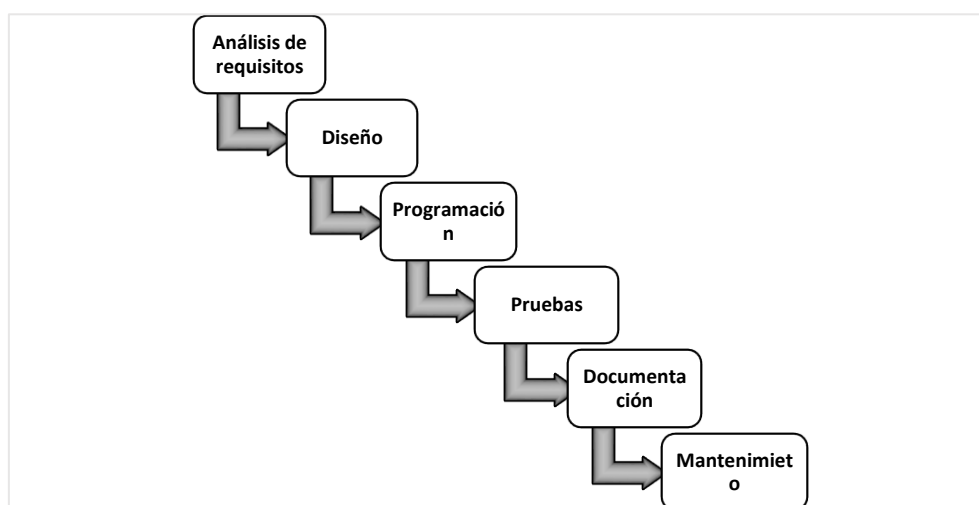 Análisis de
requisitos
Diseño
Programació
n
Pruebas
Documenta
ción
Mantenimiet
o